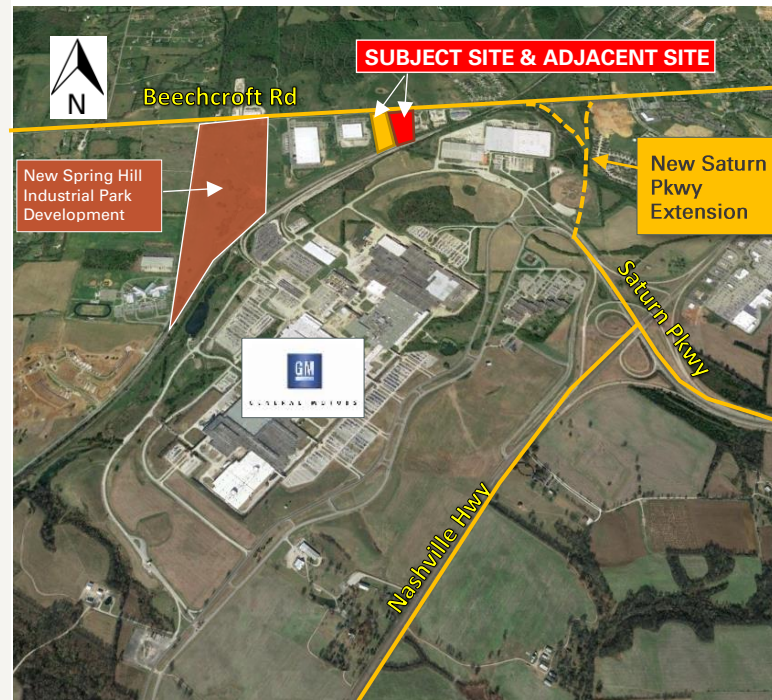 SUBJECT SITE & ADJACENT SITE
N
Beechcroft Rd
New Spring Hill
Industrial Park
Development
New Saturn
Pkwy
Extension
Saturn Pkwy
GM
GENERAL MOTORS
Nashville Hwy